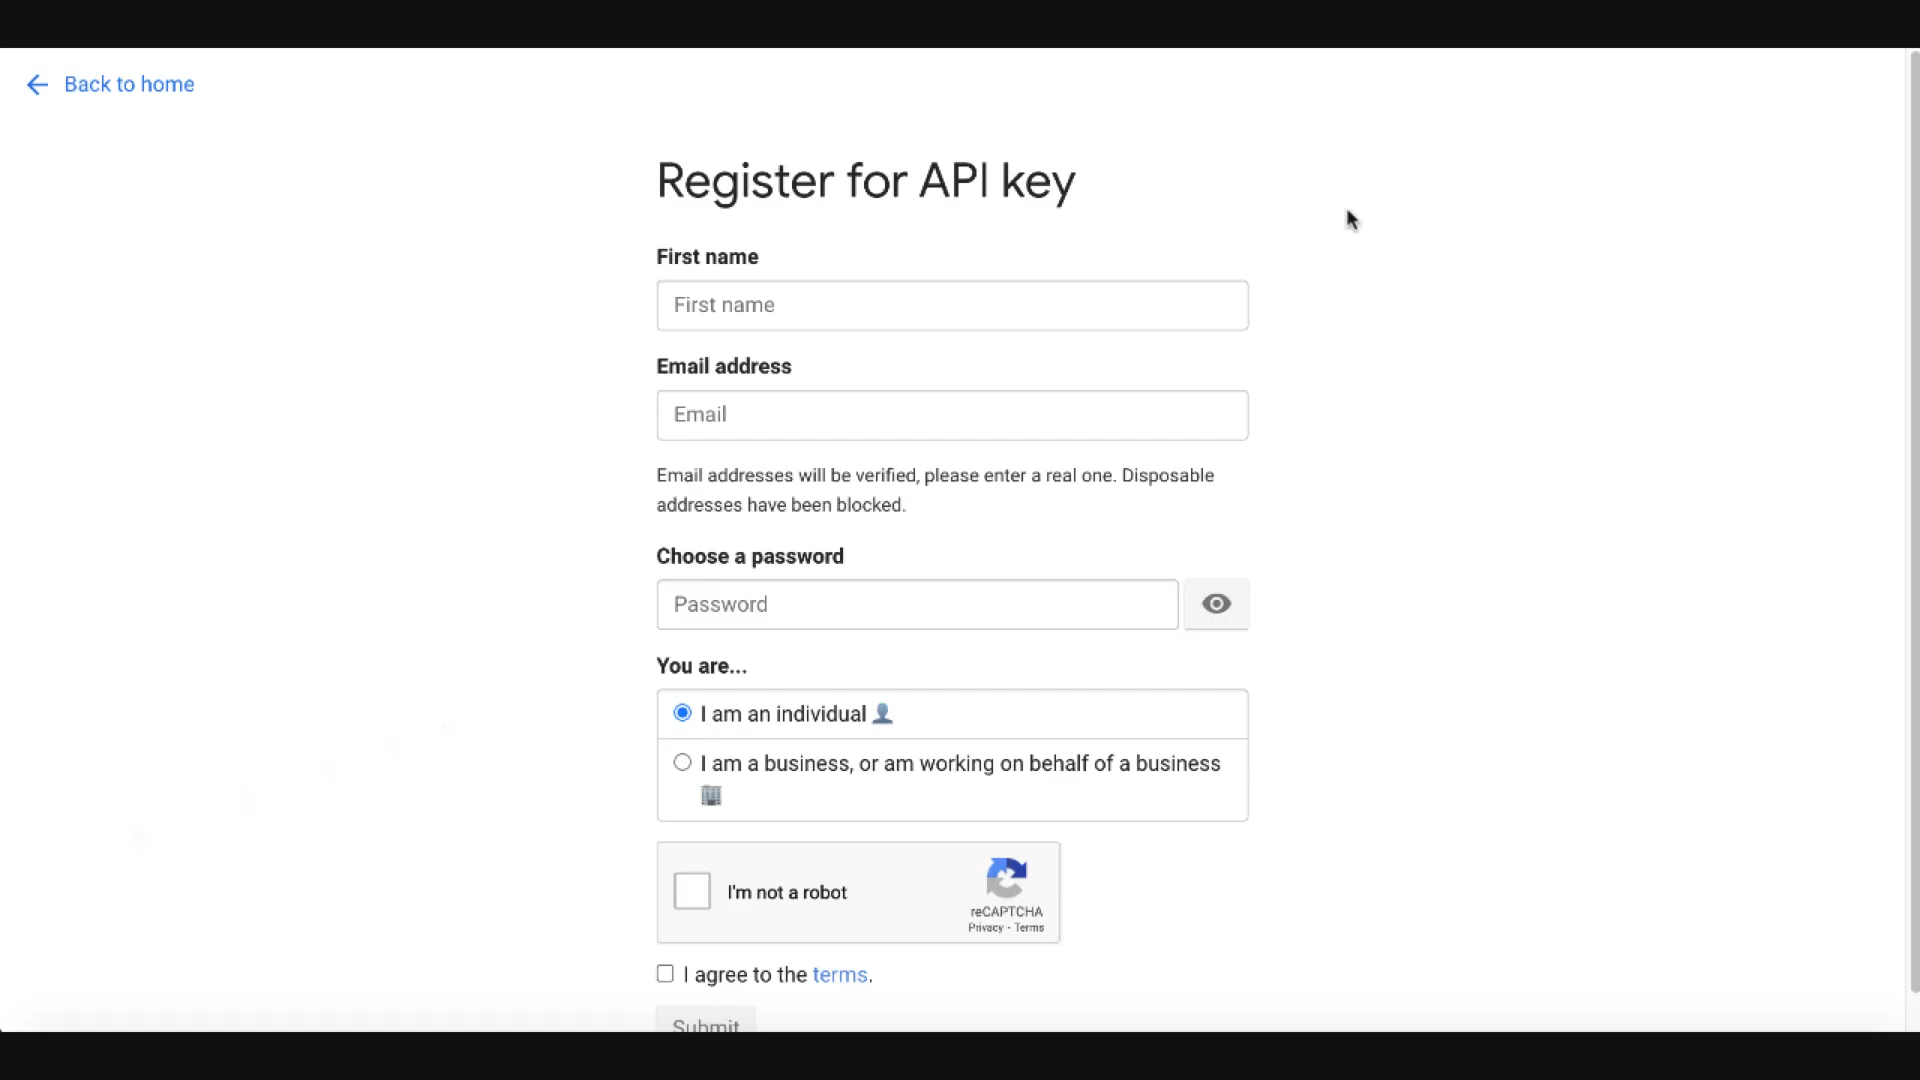 Back to home
Register for API key
First name
First name
Email address
Email
Email addresses will be verified, please enter a real one. Disposable
addresses have been blocked.
Choose a password
Password
You are...
I am an individual
I am a business, or am working on behalf of a business
I'm not a robot
reCAPTCHA
Privacy - Terms
I agree to the terms.
Submit